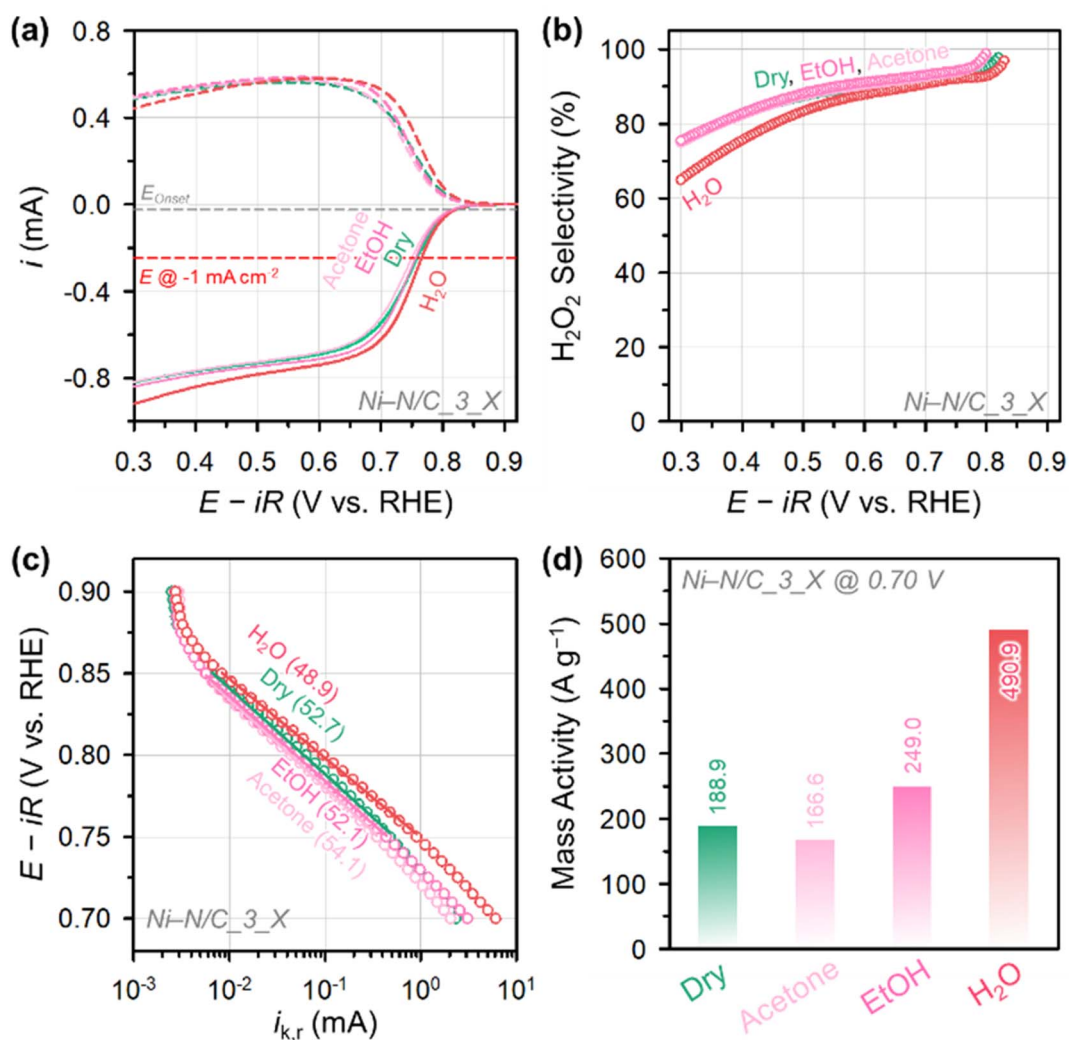 (a)
0.8
0.4
0.0
-0.4
-0.8
i (mA)
E_Onset
E @ -1 mA cm⁻²
Acetone
EtOH
Dry
H₂O
Ni–N/C_3_X
0.3 0.4 0.5 0.6 0.7 0.8 0.9
E − iR (V vs. RHE)
(b)
100
80
60
40
20
0
H₂O₂ Selectivity (%)
Dry, EtOH, Acetone
H₂O
Ni–N/C_3_X
0.3 0.4 0.5 0.6 0.7 0.8 0.9
E − iR (V vs. RHE)
(c)
0.90
0.85
0.80
0.75
0.70
E − iR (V vs. RHE)
H₂O (48.9)
Dry (52.7)
EtOH (52.1)
Acetone (54.1)
Ni–N/C_3_X
10⁻³ 10⁻² 10⁻¹ 10⁰ 10¹
i_k,r (mA)
(d)
600
500
400
300
200
100
0
Mass Activity (A g⁻¹)
Ni–N/C_3_X @ 0.70 V
188.9
166.6
249.0
490.9
Dry
Acetone
EtOH
H₂O